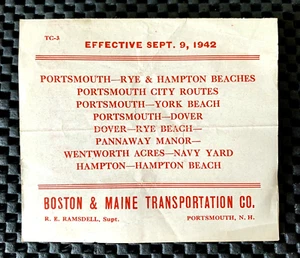 TC-3
EFFECTIVE SEPT. 9, 1942
PORTSMOUTH—RYE & HAMPTON BEACHES
PORTSMOUTH CITY ROUTES
PORTSMOUTH—YORK BEACH
PORTSMOUTH—DOVER
DOVER—RYE BEACH—
PANNAWAY MANOR—
WENTWORTH ACRES—NAVY YARD
HAMPTON—HAMPTON BEACH
BOSTON & MAINE TRANSPORTATION CO.
R. E. RAMSDELL, Supt. PORTSMOUTH, N. H.